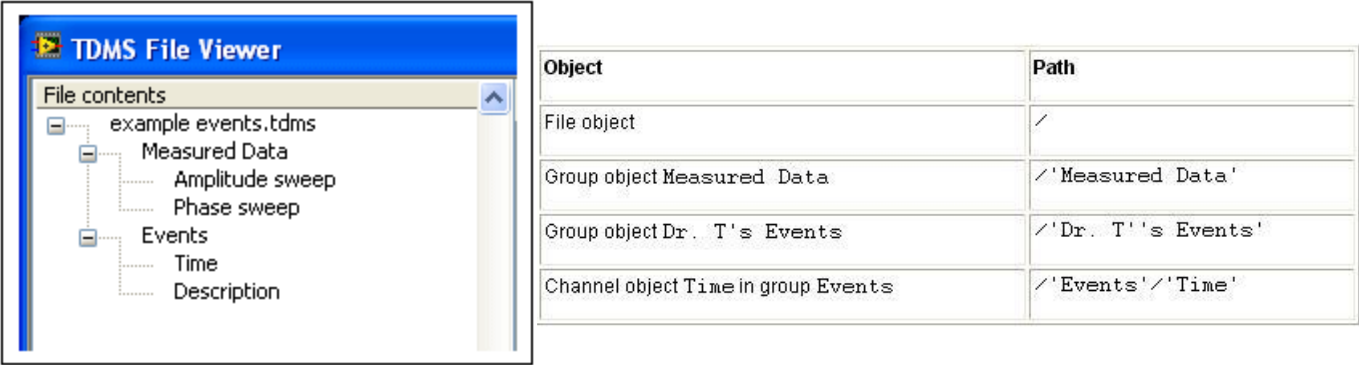 TDMS File Viewer
File contents
example events.tdms
Measured Data
Amplitude sweep
Phase sweep
Events
Time
Description
Object Path
File object /
Group object Measured Data /'Measured Data'
Group object Dr. T's Events /'Dr. T''s Events'
Channel object Time in group Events /'Events'/'Time'